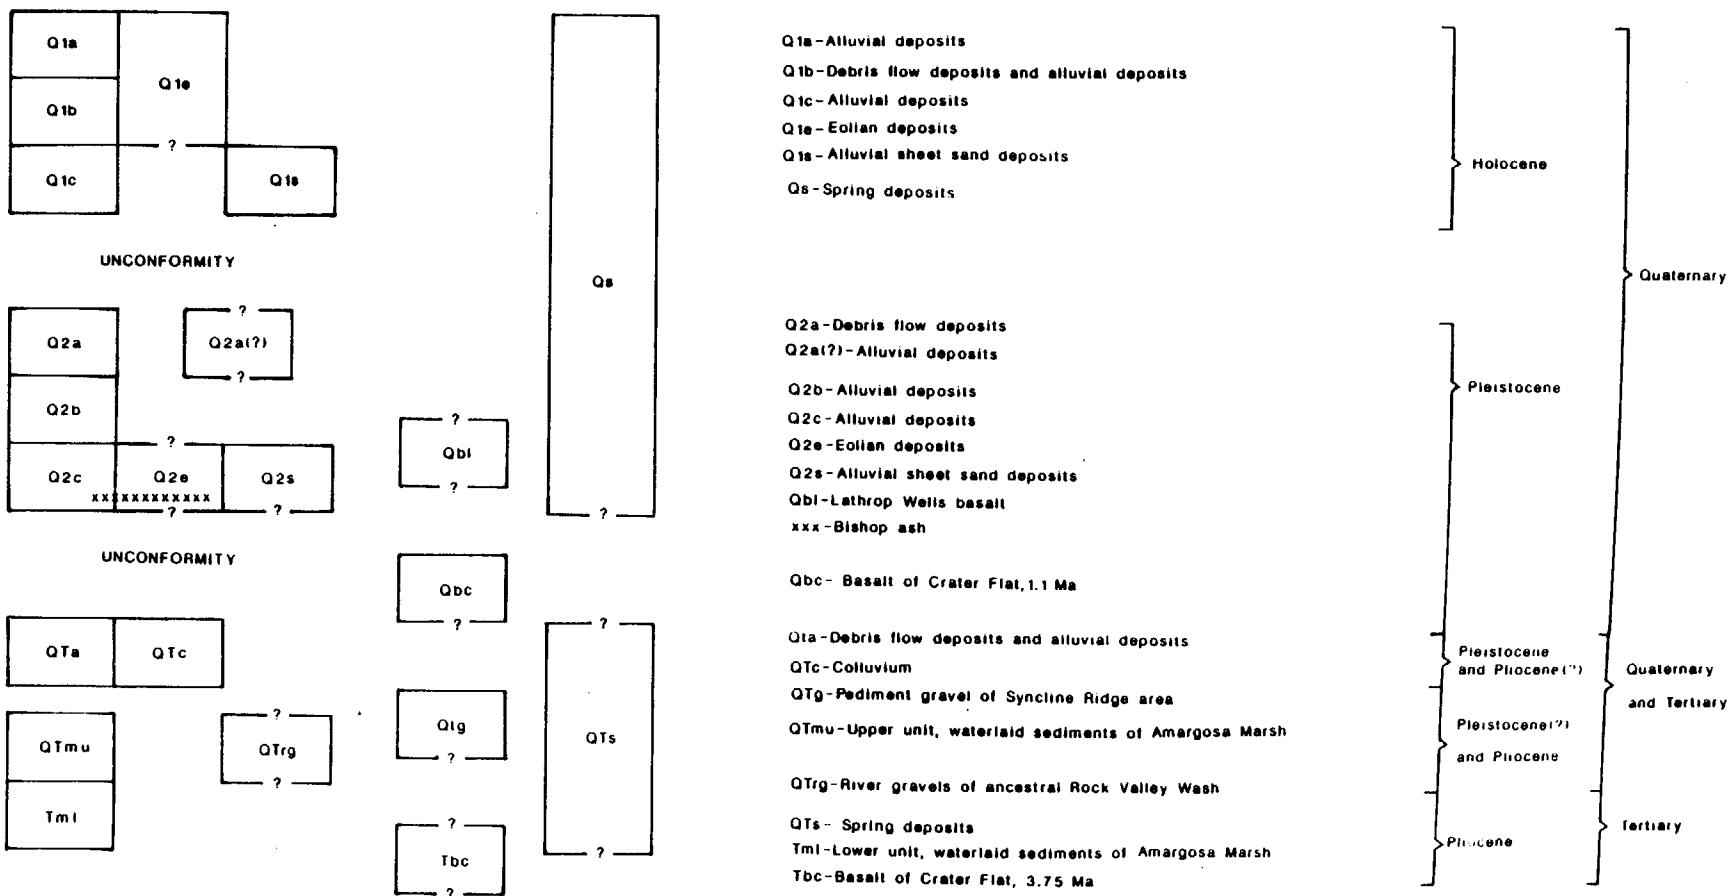 Q1a
Q1e
Q1b
?
Q1c
Q1s
UNCONFORMITY
?
Q2a
Q2a(?)
?
Q2b
?
Q2c
Q2e
Q2s
xxxxxxxxxxxx
?
?
UNCONFORMITY
QTa
QTc
QTmu
?
QTrg
?
Tml
?
Qbl
?
Qbc
?
Qtg
?
?
Tbc
?
Qs
?
?
QTs
?
Q1a-Alluvial deposits
Q1b-Debris flow deposits and alluvial deposits
Q1c-Alluvial deposits
Q1e-Eolian deposits
Q1s-Alluvial sheet sand deposits
Qs-Spring deposits
Q2a-Debris flow deposits
Q2a(?)-Alluvial deposits
Q2b-Alluvial deposits
Q2c-Alluvial deposits
Q2e-Eolian deposits
Q2s-Alluvial sheet sand deposits
Qbl-Lathrop Wells basalt
xxx-Bishop ash
Qbc- Basalt of Crater Flat, 1.1 Ma
Qta-Debris flow deposits and alluvial deposits
QTc-Colluvium
QTg-Pediment gravel of Syncline Ridge area
QTmu-Upper unit, waterlaid sediments of Amargosa Marsh
QTrg-River gravels of ancestral Rock Valley Wash
QTs- Spring deposits
Tml-Lower unit, waterlaid sediments of Amargosa Marsh
Tbc-Basalt of Crater Flat, 3.75 Ma
Holocene
Pleistocene
Pleistocene
and Pliocene(?)
Pleistocene(?)
and Pliocene
Pliocene
Quaternary
Quaternary
and Tertiary
Tertiary